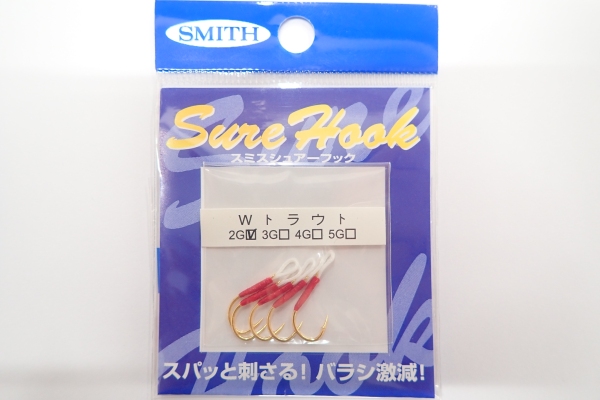 SMITH
Sure Hook
スミスシュアーフック
Wトラウト
2G☑ 3G☐ 4G☐ 5G☐
スパッと刺さる!バラシ激減!